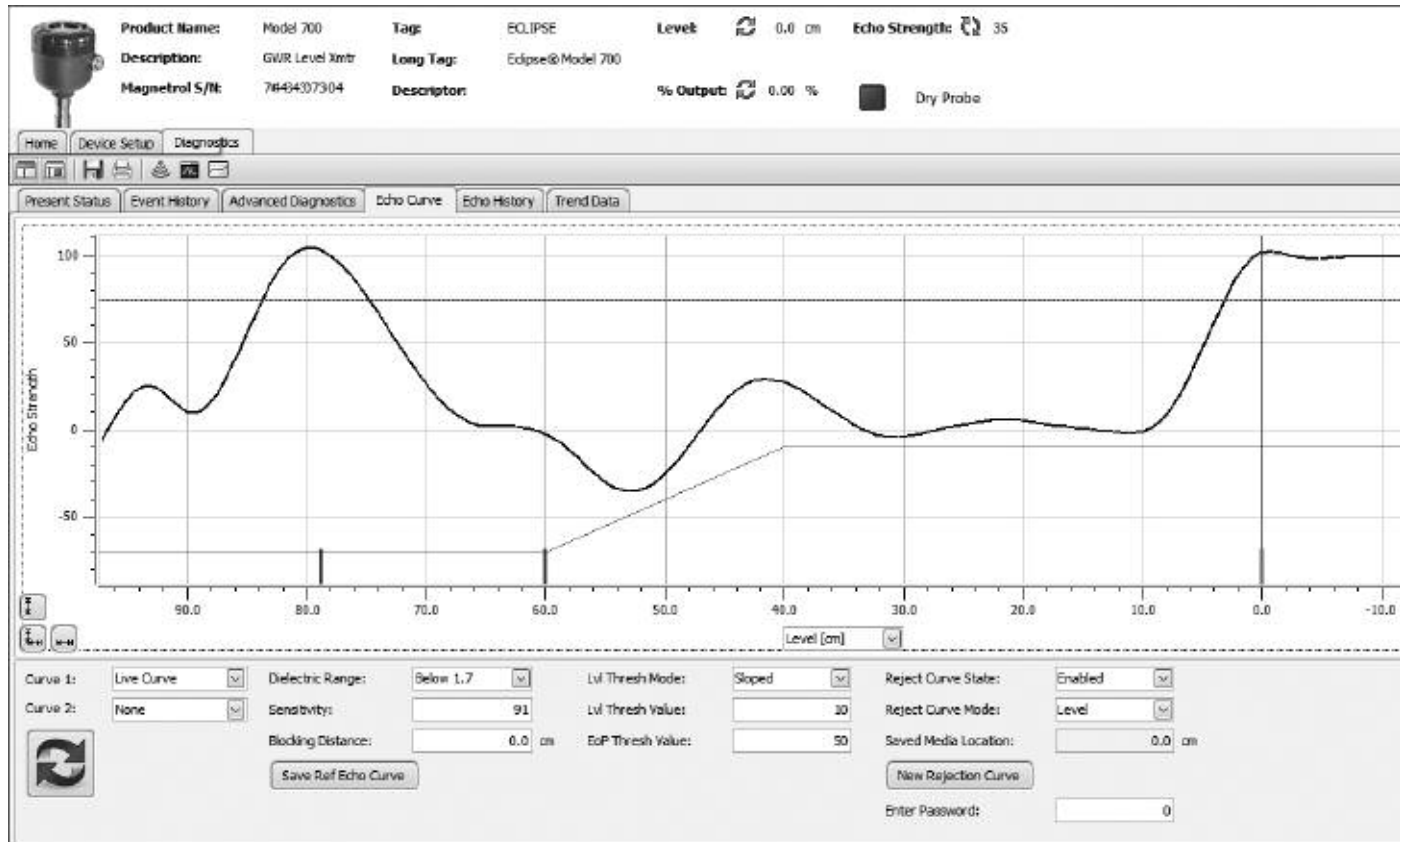 Product Name: Model 700 Tag: ECLIPSE Level: 0.0 cm Echo Strength: 35
Description: GWR Level Xmtr Long Tag: Eclipse® Model 700
Magnetrol S/N: Descriptor: % Output: 0.00 % Dry Probe
Home Device Setup Diagnostics
Present Status Event History Advanced Diagnostics Echo Curve Echo History Trend Data
100
50
0
-50
Echo Strength
90.0 80.0 70.0 60.0 50.0 40.0 30.0 20.0 10.0 0.0 -10.0
Level [cm]
Curve 1: Live Curve Dielectric Range: Below 1.7 Lvl Thresh Mode: Sloped Reject Curve State: Enabled
Curve 2: None Sensitivity: 91 Lvl Thresh Value: 10 Reject Curve Mode: Level
Blocking Distance: 0.0 cm EoP Thresh Value: 50 Saved Media Location: 0.0 cm
Save Ref Echo Curve New Rejection Curve
Enter Password: 0